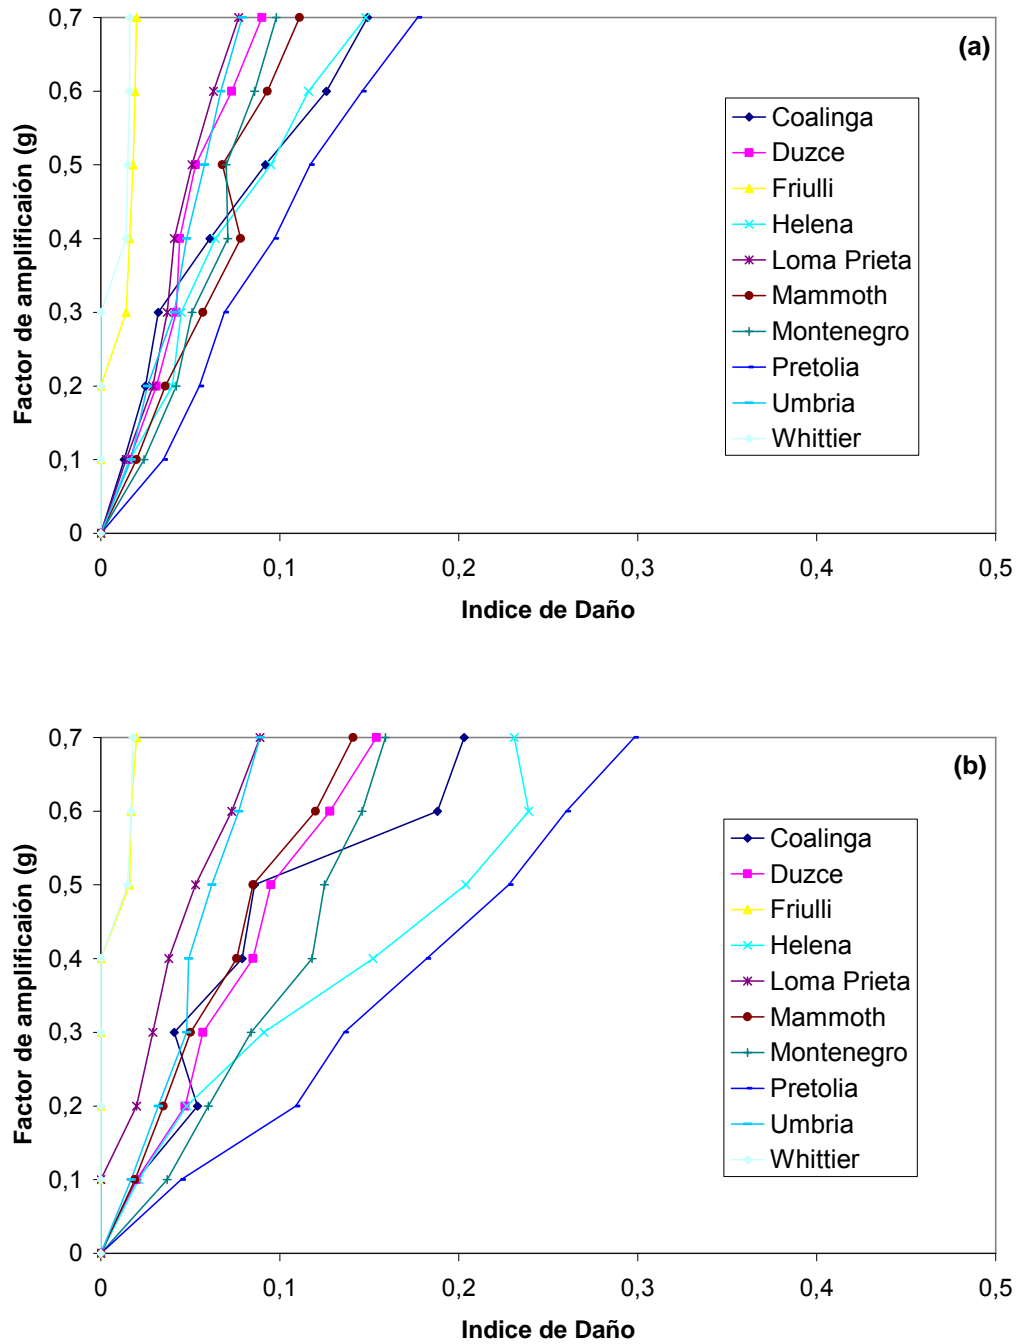 0,7
(a)
0,6
Coalinga
0,5
Duzce
Friulli
0,4
Helena
Loma Prieta
0,3
Mammoth
Montenegro
0,2
Pretolia
Umbria
0,1
Whittier
0
Factor de amplificaión (g)
0
0,1
0,2
0,3
0,4
0,5
Indice de Daño
0,7
(b)
0,6
Coalinga
0,5
Duzce
Friulli
0,4
Helena
Loma Prieta
0,3
Mammoth
Montenegro
0,2
Pretolia
Umbria
0,1
Whittier
0
Factor de amplificaión (g)
0
0,1
0,2
0,3
0,4
0,5
Indice de Daño